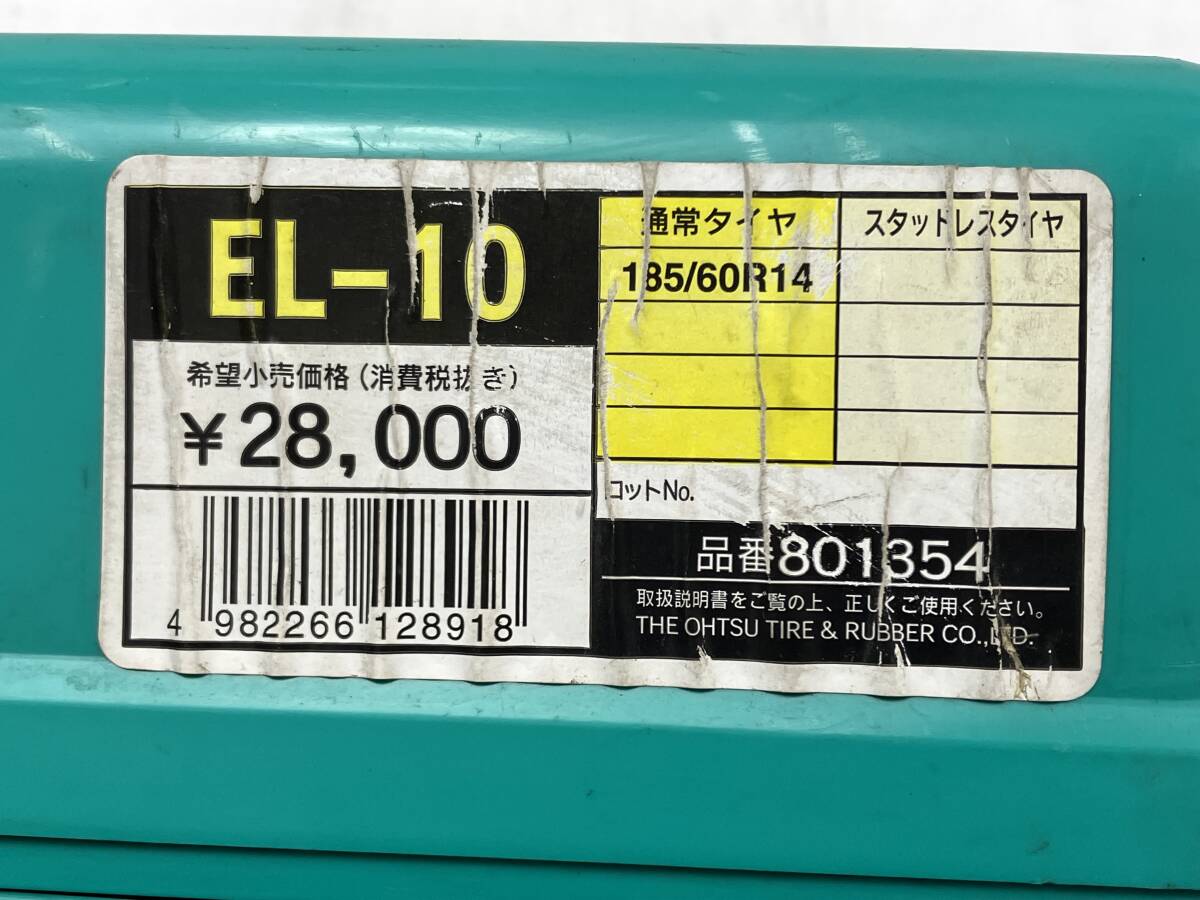 EL-10
希望小売価格(消費税抜き)
¥28,000
4 982266 128918
通常タイヤ
スタットレスタイヤ
185/60R14
ロットNo.
品番801354
取扱説明書をご覧の上、正しくご使用ください。
THE OHTSU TIRE & RUBBER CO.,LTD.